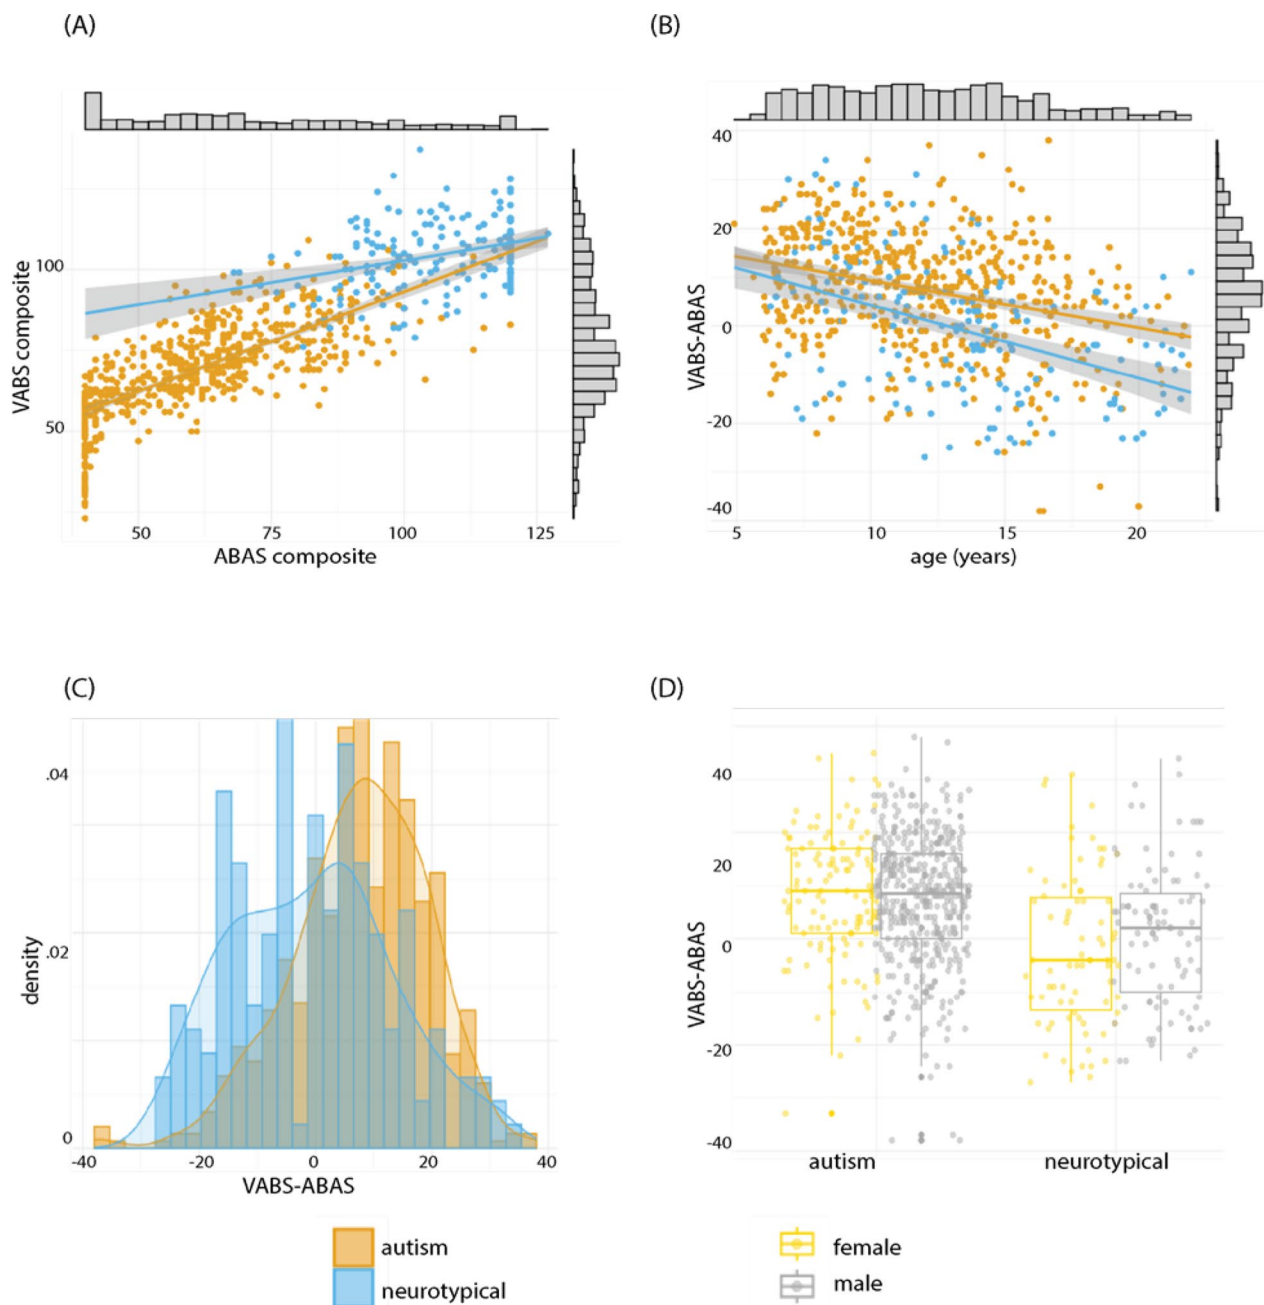 (A)
VABS composite
100
50
50
75
100
125
ABAS composite
(B)
VABS-ABAS
40
20
0
-20
-40
5
10
15
20
age (years)
(C)
density
.04
.02
0
-40
-20
0
20
40
VABS-ABAS
autism
neurotypical
(D)
VABS-ABAS
40
20
0
-20
-40
autism
neurotypical
female
male